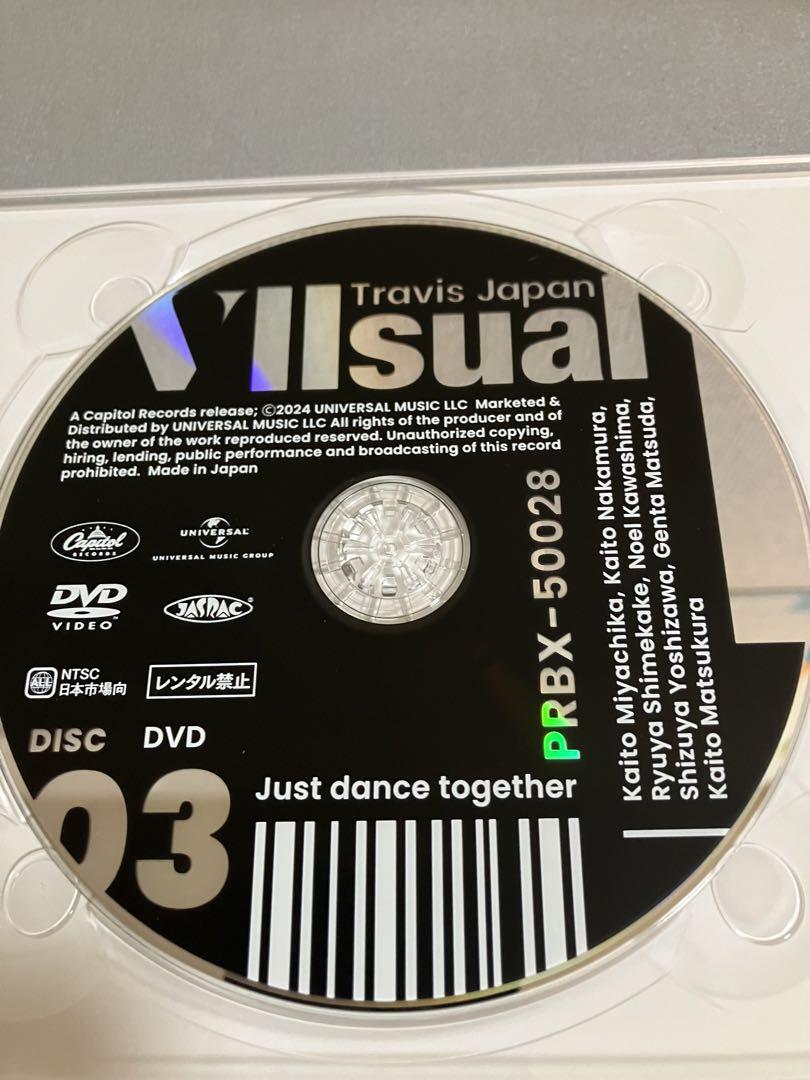 Travis Japan
VIIsual
A Capitol Records release; ©2024 UNIVERSAL MUSIC LLC Marketed &
Distributed by UNIVERSAL MUSIC LLC All rights of the producer and of
the owner of the work reproduced reserved. Unauthorized copying,
hiring, lending, public performance and broadcasting of this record
prohibited. Made in Japan
Capitol
RECORDS
UNIVERSAL
UNIVERSAL MUSIC GROUP
DVD
VIDEO
JASRAC
ALL
NTSC
日本市場向
レンタル禁止
DISC
DVD
03
Just dance together
PRBX-50028
Kaito Miyachika, Kaito Nakamura,
Ryuya Shimekake, Noel Kawashima,
Shizuya Yoshizawa, Genta Matsuda,
Kaito Matsukura